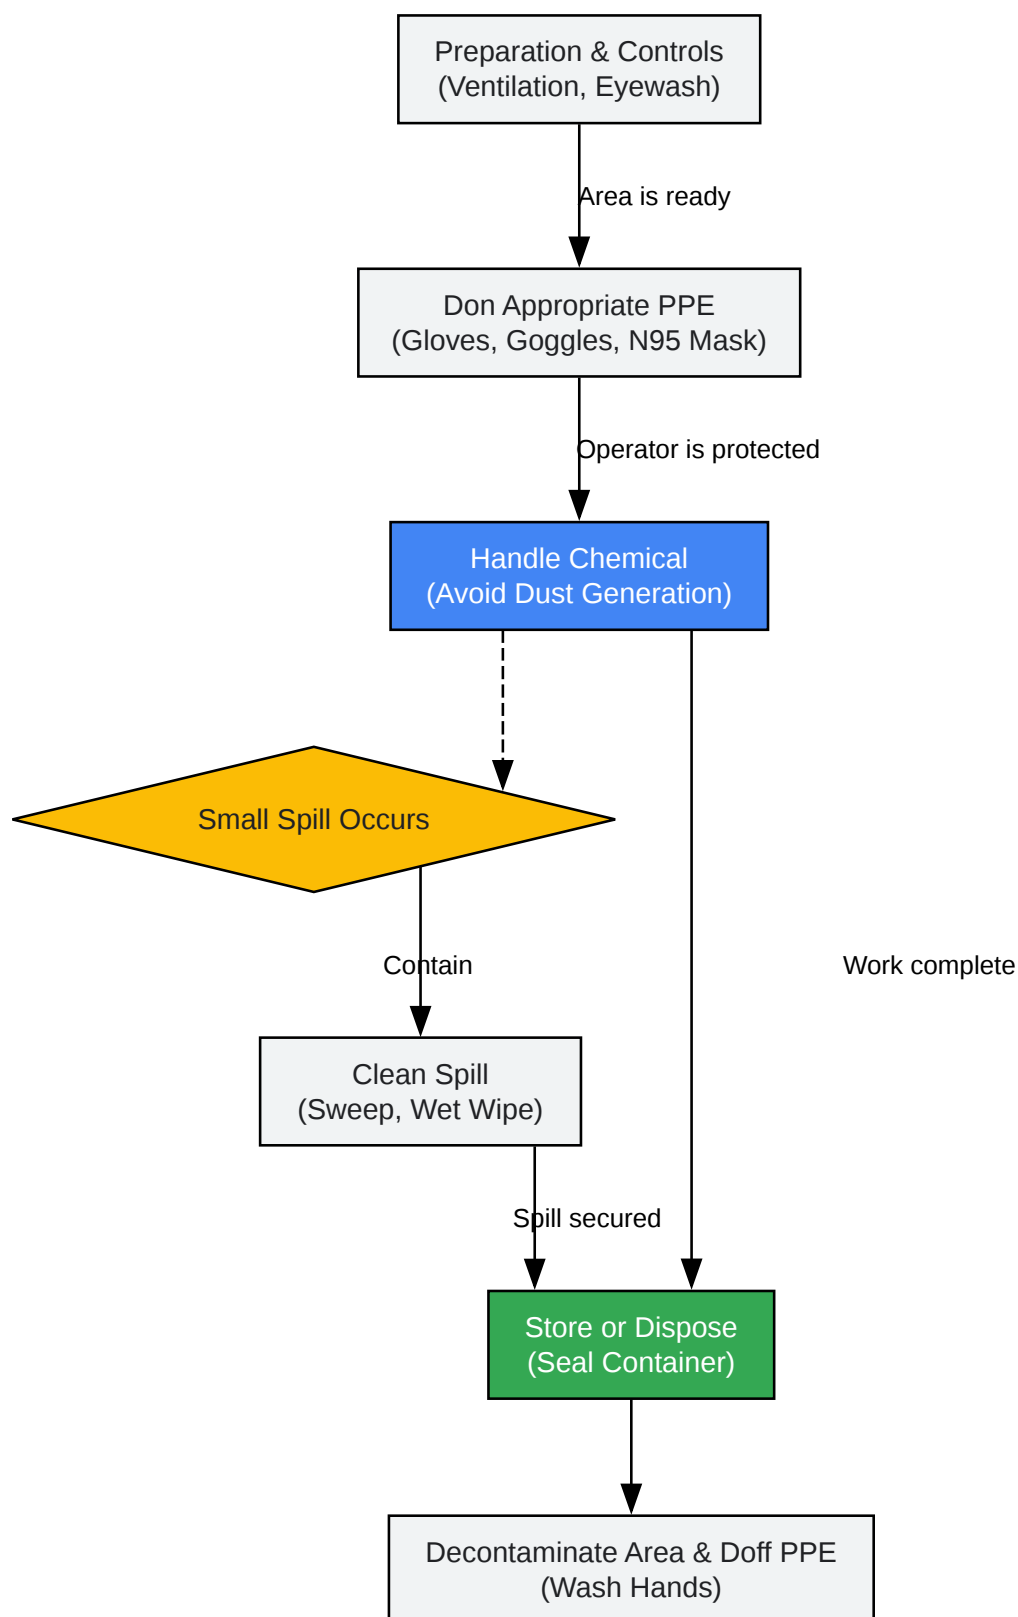 Preparation & Controls
(Ventilation, Eyewash)
Area is ready
Don Appropriate PPE
(Gloves, Goggles, N95 Mask)
Operator is protected
Handle Chemical
(Avoid Dust Generation)
Small Spill Occurs
Contain
Work complete
Clean Spill
(Sweep, Wet Wipe)
Spill secured
Store or Dispose
(Seal Container)
Decontaminate Area & Doff PPE
(Wash Hands)